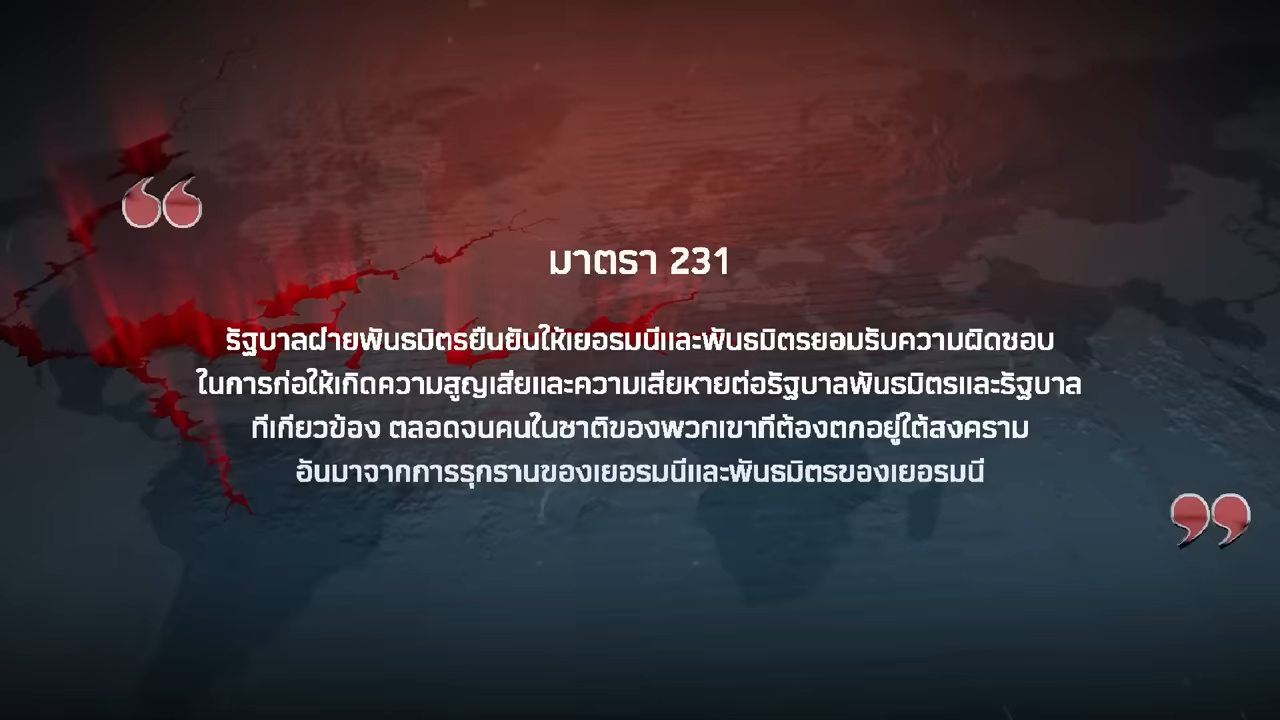 มาตรา 231
รัฐบาลฝ่ายพันธมิตรยืนยันให้เยอรมนีและพันธมิตรยอมรับความผิดชอบ
ในการก่อให้เกิดความสูญเสียและความเสียหายต่อรัฐบาลพันธมิตรและรัฐบาล
ที่เกี่ยวข้อง ตลอดจนคนในชาติของพวกเขาที่ต้องตกอยู่ใต้สงคราม
อันมาจากการรุกรานของเยอรมนีและพันธมิตรของเยอรมนี